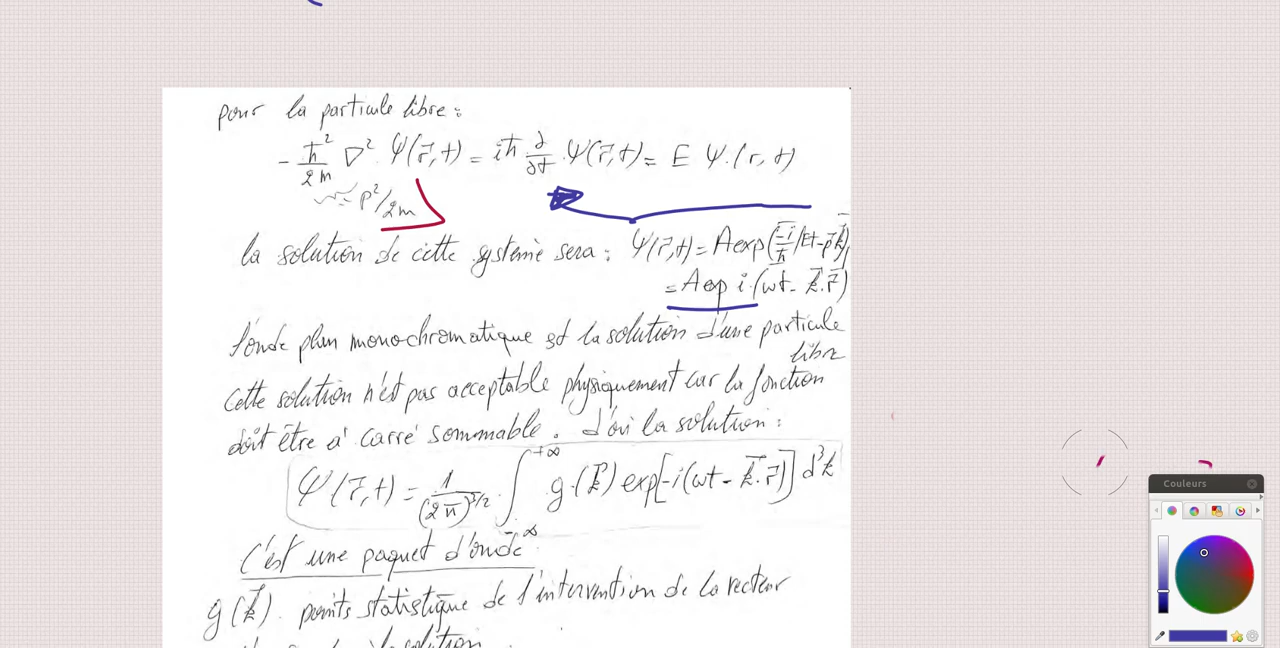 pour la particule libre :
- ħ²/2m ∇² Ψ(r⃗,t) = iħ ∂/∂t Ψ(r⃗,t) = E Ψ.(r,t)
P²/2m
la solution de cette système sera : Ψ(r⃗,t) = A exp(-i/ħ (Et - p⃗
= A exp i.(ωt - k⃗.r⃗)
l'onde plan monochromatique est la solution d'une particule
libre
Cette solution n'est pas acceptable physiquement car la fonction
doit être à carré sommable. d'où la solution :
Ψ(r⃗,t) = 1/(2π)^3/2 . ∫_-∞^+∞ g.(k⃗) exp[-i(ωt - k⃗.r⃗)] d³k
C'est une paquet d'onde
g(k⃗). points statistique de l'intervention de la vecteur
la solution
Couleurs